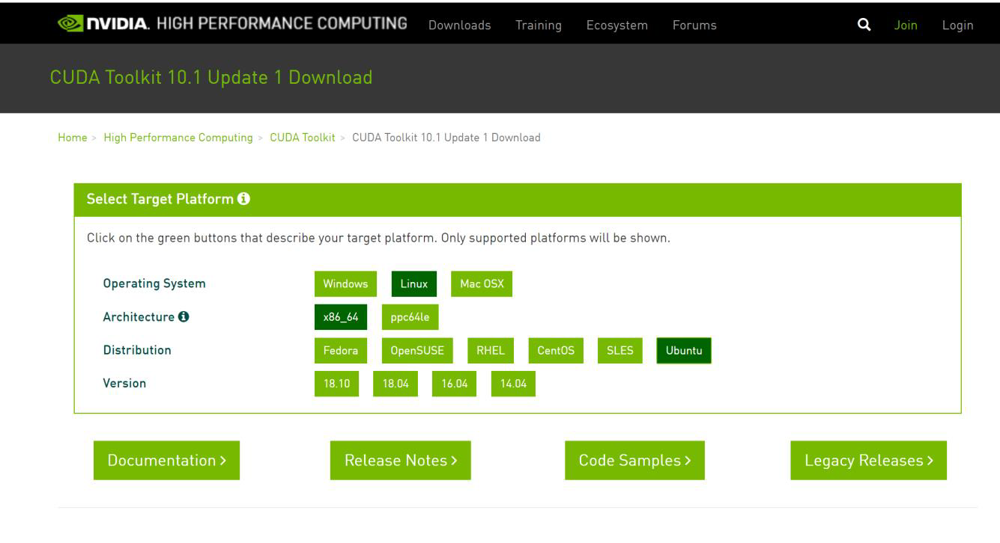 NVIDIA. HIGH PERFORMANCE COMPUTING Downloads Training Ecosystem Forums Join Login
CUDA Toolkit 10.1 Update 1 Download
Home > High Performance Computing > CUDA Toolkit > CUDA Toolkit 10.1 Update 1 Download
Select Target Platform
Click on the green buttons that describe your target platform. Only supported platforms will be shown.
Operating System Windows Linux Mac OSX
Architecture x86_64 ppc64le
Distribution Fedora OpenSUSE RHEL CentOS SLES Ubuntu
Version 18.10 18.04 16.04 14.04
Documentation > Release Notes > Code Samples > Legacy Releases >